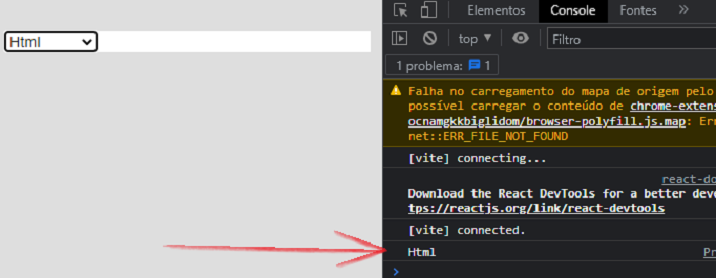 Html
Elementos Console Fontes »
top Filtro
1 problema: 1
Falha no carregamento do mapa de origem pelo
possível carregar o conteúdo de chrome-exten
ocnamgkkbiglidom/browser-polyfill.js.map: Err
net::ERR_FILE_NOT_FOUND
[vite] connecting...
react-do
Download the React DevTools for a better deve
tps://reactjs.org/link/react-devtools
[vite] connected.
Html Pr
>